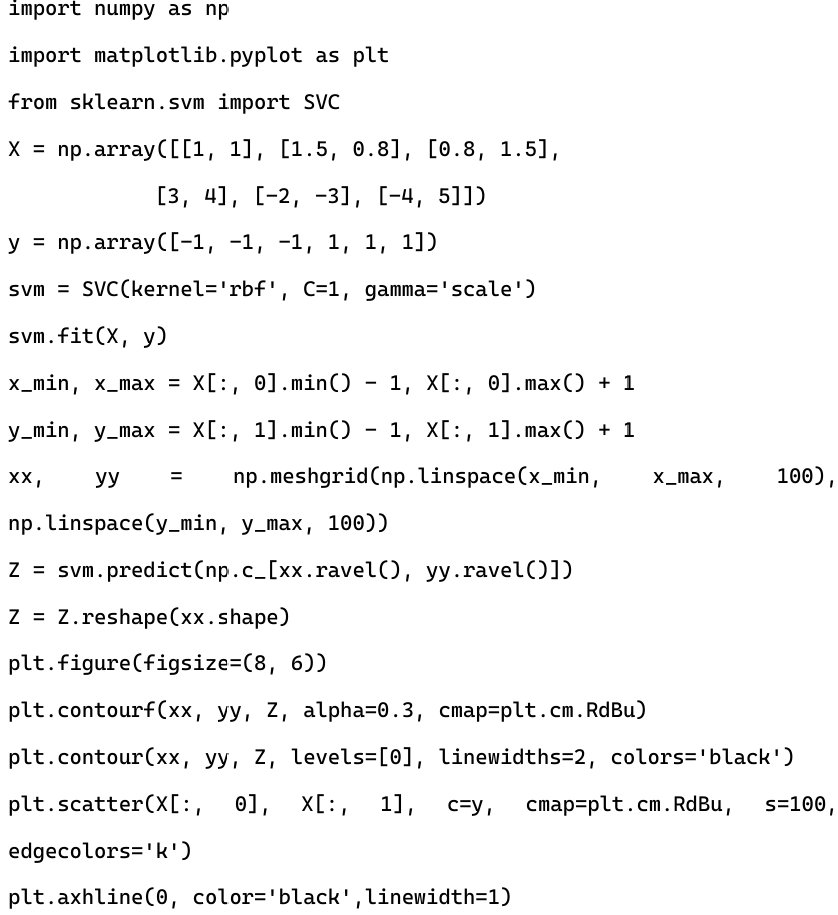 import numpy as np
import matplotlib.pyplot as plt
from sklearn.svm import SVC
X = np.array([[1, 1], [1.5, 0.8], [0.8, 1.5],
            [3, 4], [-2, -3], [-4, 5]])
y = np.array([-1, -1, -1, 1, 1, 1])
svm = SVC(kernel='rbf', C=1, gamma='scale')
svm.fit(X, y)
x_min, x_max = X[:, 0].min() - 1, X[:, 0].max() + 1
y_min, y_max = X[:, 1].min() - 1, X[:, 1].max() + 1
xx, yy = np.meshgrid(np.linspace(x_min, x_max, 100),
np.linspace(y_min, y_max, 100))
Z = svm.predict(np.c_[xx.ravel(), yy.ravel()])
Z = Z.reshape(xx.shape)
plt.figure(figsize=(8, 6))
plt.contourf(xx, yy, Z, alpha=0.3, cmap=plt.cm.RdBu)
plt.contour(xx, yy, Z, levels=[0], linewidths=2, colors='black')
plt.scatter(X[:, 0], X[:, 1], c=y, cmap=plt.cm.RdBu, s=100,
edgecolors='k')
plt.axhline(0, color='black',linewidth=1)